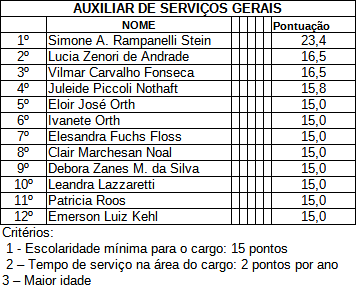 AUXILIAR DE SERVIÇOS GERAIS
NOME Pontuação
1º Simone A. Rampanelli Stein 23,4
2º Lucia Zenori de Andrade 16,5
3º Vilmar Carvalho Fonseca 16,5
4º Juleide Piccoli Nothaft 15,8
5º Eloir José Orth 15,0
6º Ivanete Orth 15,0
7º Elesandra Fuchs Floss 15,0
8º Clair Marchesan Noal 15,0
9º Debora Zanes M. da Silva 15,0
10º Leandra Lazzaretti 15,0
11º Patricia Roos 15,0
12º Emerson Luiz Kehl 15,0
Critérios:
1 - Escolaridade mínima para o cargo: 15 pontos
2 – Tempo de serviço na área do cargo: 2 pontos por ano
3 – Maior idade